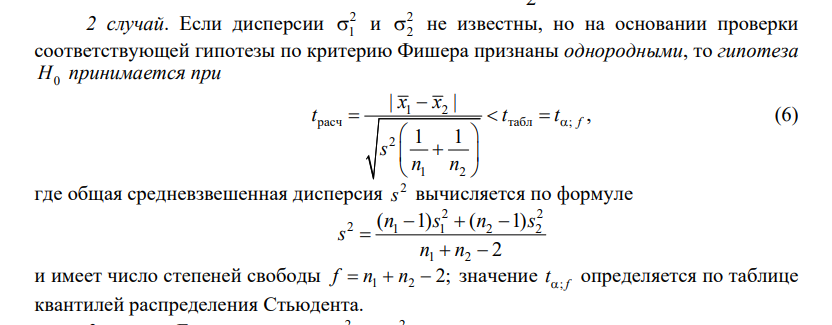 2 случай. Если дисперсии σ₁² и σ₂² не известны, но на основании проверки
соответствующей гипотезы по критерию Фишера признаны однородными, то гипотеза
H₀ принимается при
t_расч = |x̄₁ − x̄₂| / √(s²(1/n₁ + 1/n₂)) < t_табл = t_α; f , (6)
где общая средневзвешенная дисперсия s² вычисляется по формуле
s² = ((n₁ −1)s₁² + (n₂ −1)s₂²) / (n₁ + n₂ − 2)
и имеет число степеней свободы f = n₁ + n₂ − 2; значение t_α; f определяется по таблице
квантилей распределения Стьюдента.